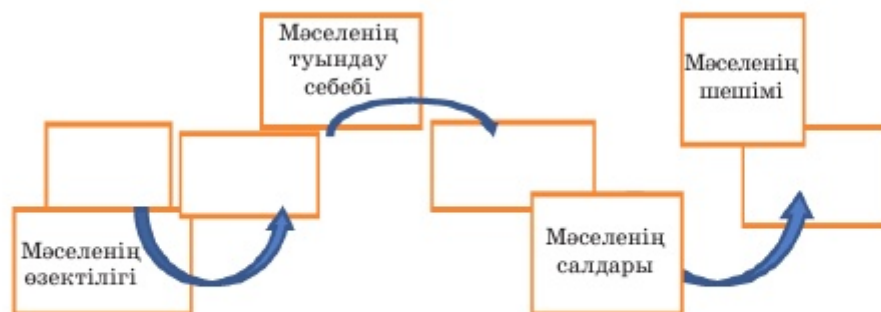 Мәселенің
өзектілігі
Мәселенің
туындау
себебі
Мәселенің
салдары
Мәселенің
шешімі